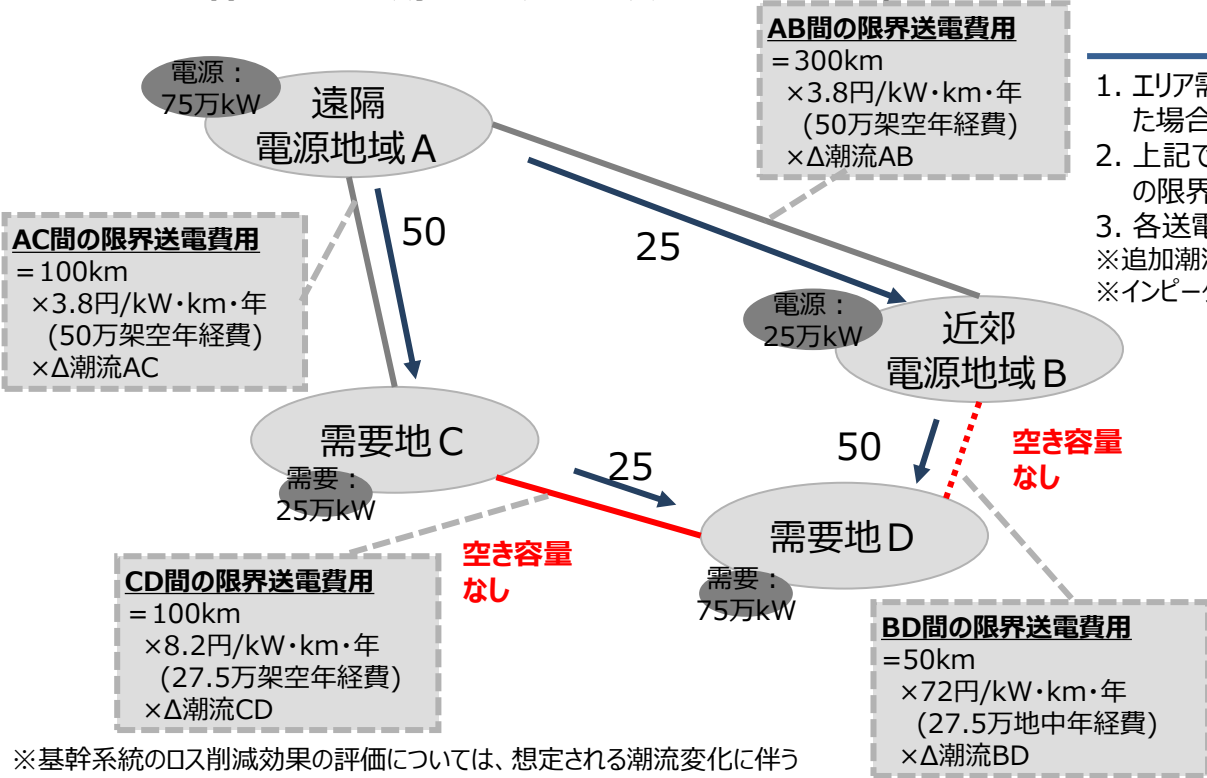 AB間の限界送電費用
=300km
×3.8円/kW・km・年
(50万架空年経費)
×Δ潮流AB
電源：
75万kW
遠隔
電源地域A
1. エリア需
た場合
2. 上記で
の限界
3. 各送電
※追加潮流
※インピーダ
AC間の限界送電費用
=100km
×3.8円/kW・km・年
(50万架空年経費)
×Δ潮流AC
50
25
電源：
25万kW
近郊
電源地域B
需要地C
需要：
25万kW
25
50
空き容量
なし
需要地D
需要：
75万kW
空き容量
なし
CD間の限界送電費用
=100km
×8.2円/kW・km・年
(27.5万架空年経費)
×Δ潮流CD
BD間の限界送電費用
=50km
×72円/kW・km・年
(27.5万地中年経費)
×Δ潮流BD
※基幹系統のロス削減効果の評価については、想定される潮流変化に伴う